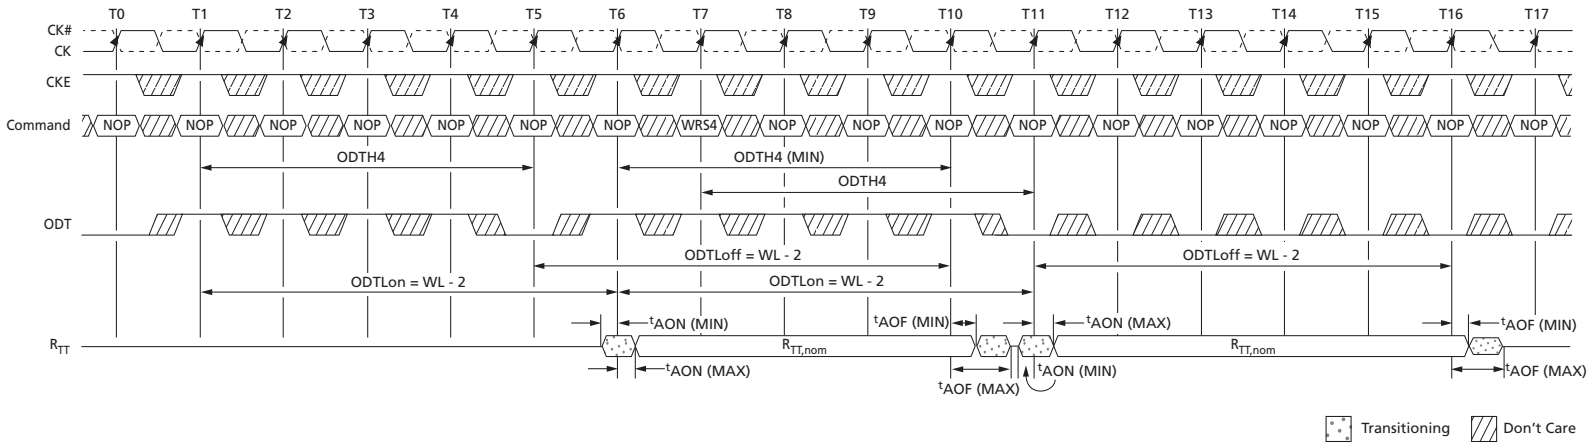 T0 T1 T2 T3 T4 T5 T6 T7 T8 T9 T10 T11 T12 T13 T14 T15 T16 T17
CK#
CK
CKE
Command NOP NOP NOP NOP NOP NOP NOP WRS4 NOP NOP NOP NOP NOP NOP NOP NOP NOP NOP
ODTH4 ODTH4 (MIN)
ODTH4
ODT
ODTLoff = WL - 2 ODTLoff = WL - 2
ODTLon = WL - 2 ODTLon = WL - 2
tAON (MIN) tAOF (MIN) tAON (MAX) tAOF (MIN)
RTT RTT,nom RTT,nom
tAON (MAX) tAON (MIN) tAOF (MAX)
tAOF (MAX)
Transitioning Don't Care